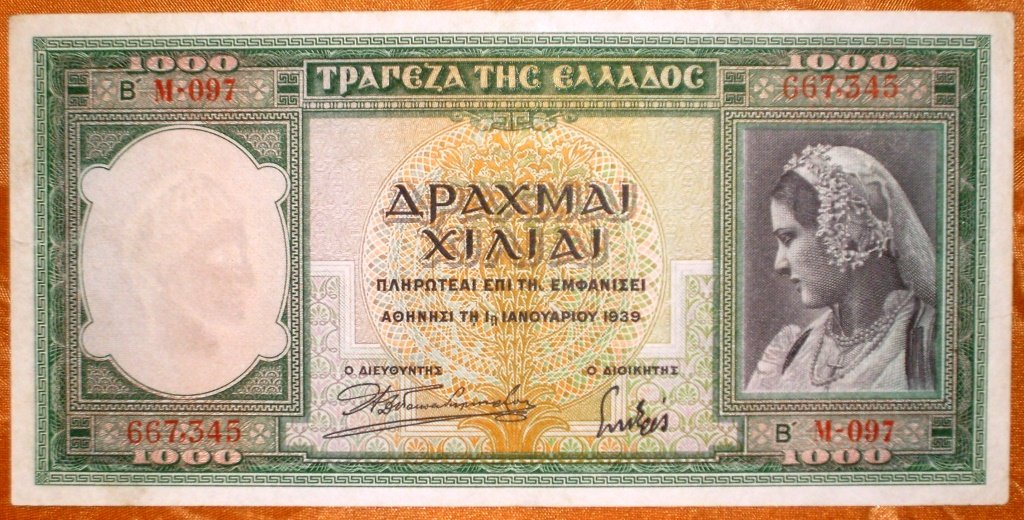 1000
1000
Β΄ Μ-097
ΤΡΑΠΕΖΑ ΤΗΣ ΕΛΛΑΔΟΣ
667,345
ΔΡΑΧΜΑΙ
ΧΙΛΙΑΙ
ΠΛΗΡΩΤΕΑΙ ΕΠΙ ΤΗ. ΕΜΦΑΝΙΣΕΙ
ΑΘΗΝΗΣΙ ΤΗ 1η ΙΑΝΟΥΑΡΙΟΥ 1939
Ο ΔΙΕΥΘΥΝΤΗΣ
Ο ΔΙΟΙΚΗΤΗΣ
667,345
Β΄ Μ-097
1000
1000